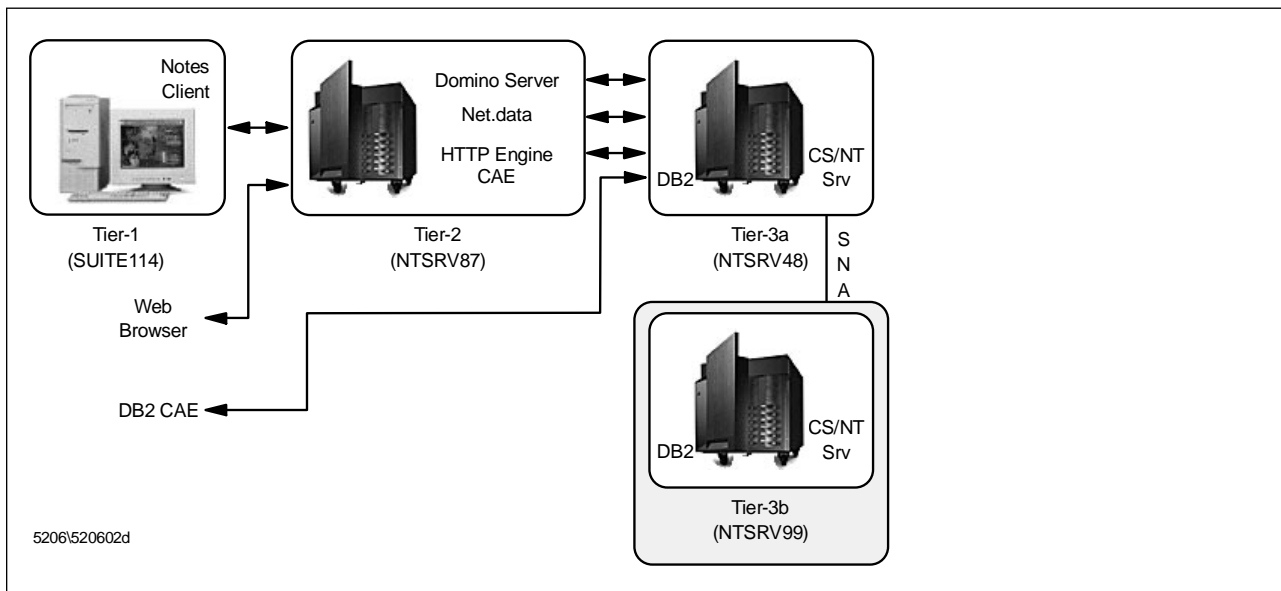 Notes
Client
Tier-1
(SUITE114)
Web
Browser
DB2 CAE
Domino Server
Net.data
HTTP Engine
CAE
Tier-2
(NTSRV87)
DB2
CS/NT
Srv
Tier-3a
(NTSRV48)
S
N
A
DB2
CS/NT
Srv
Tier-3b
(NTSRV99)
5206\520602d